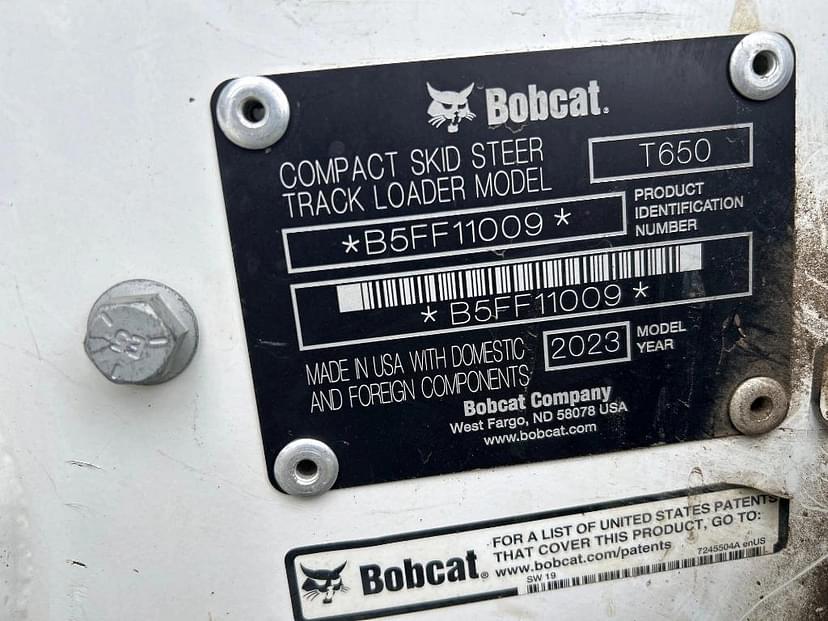 Bobcat.
COMPACT SKID STEER
TRACK LOADER MODEL
T650
*B5FF11009*
PRODUCT
IDENTIFICATION
NUMBER
*B5FF11009*
MADE IN USA WITH DOMESTIC
AND FOREIGN COMPONENTS
2023
MODEL
YEAR
Bobcat Company
West Fargo, ND 58078 USA
www.bobcat.com
Bobcat.
FOR A LIST OF UNITED STATES PATENTS
THAT COVER THIS PRODUCT, GO TO:
www.bobcat.com/patents
7245504A enUS
SW 19